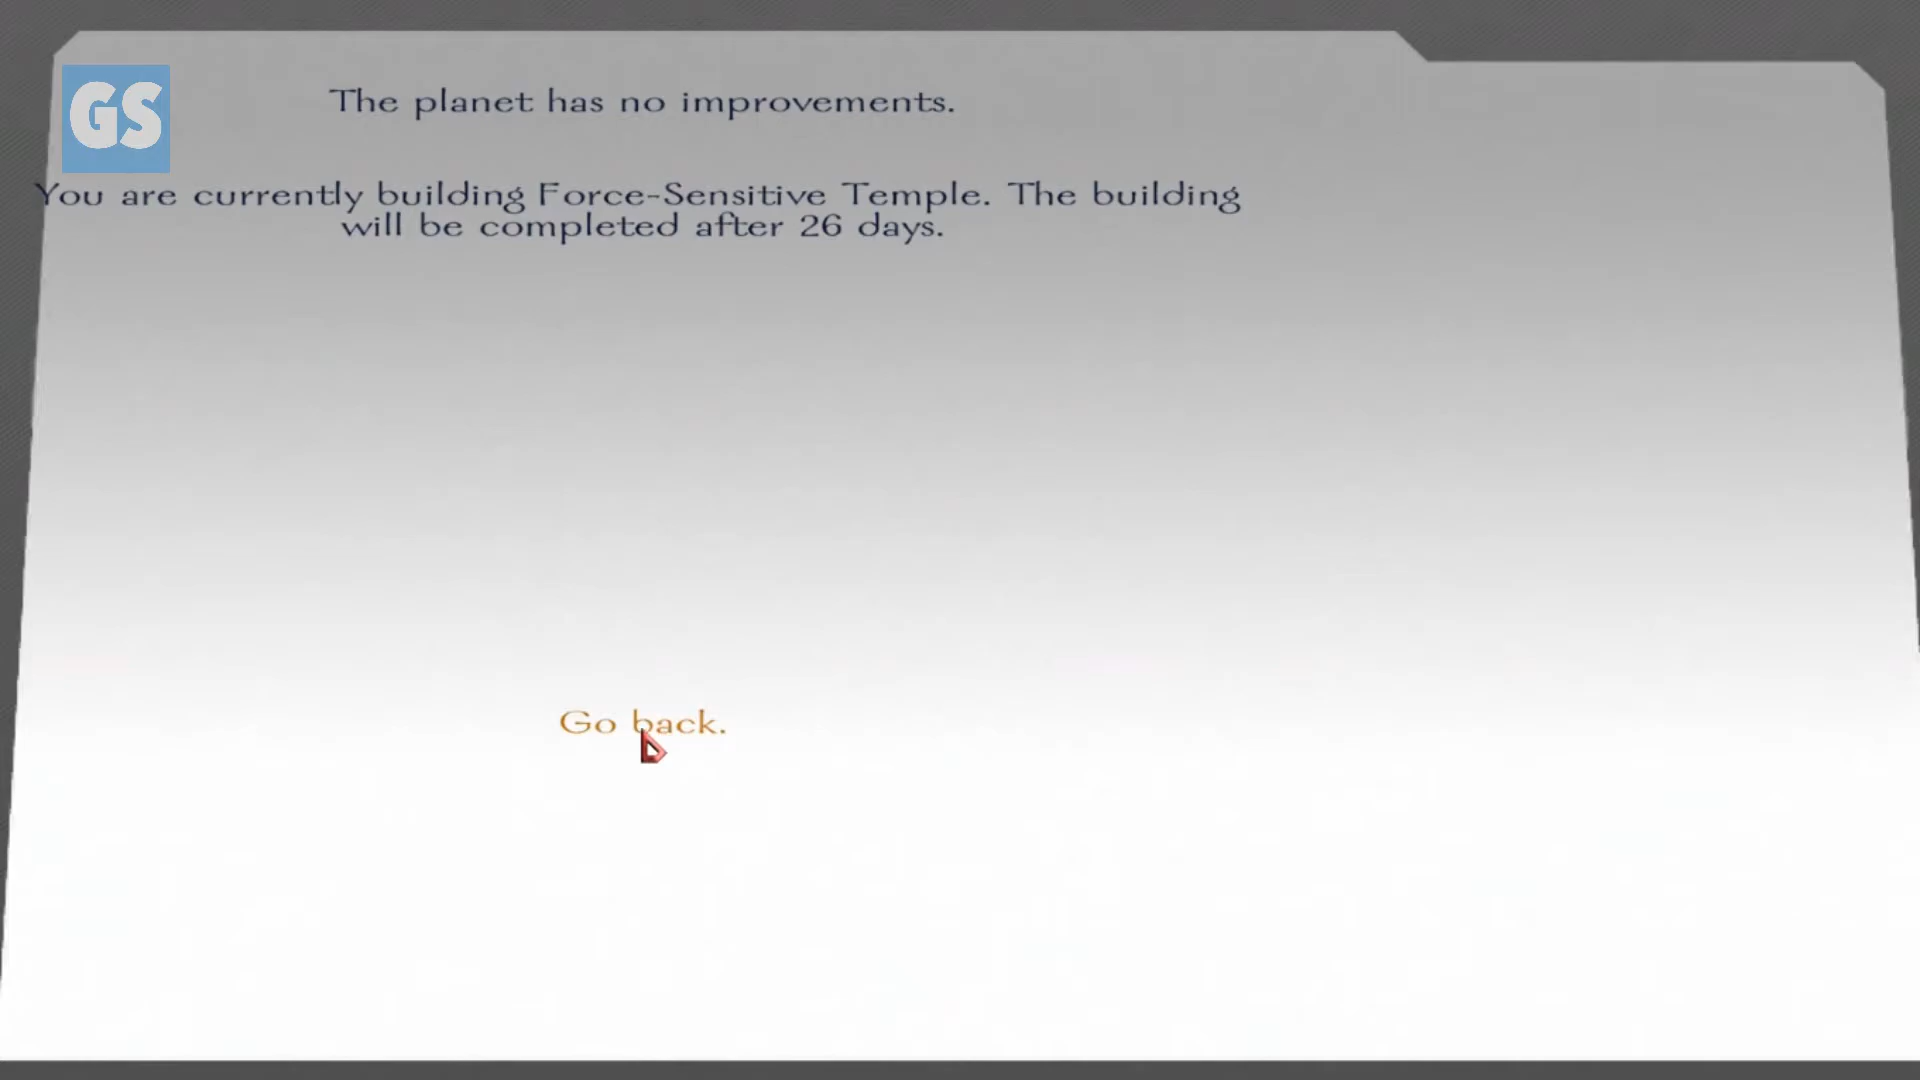 GS
The planet has no improvements.
You are currently building Force-Sensitive Temple. The building
will be completed after 26 days.
Go back.